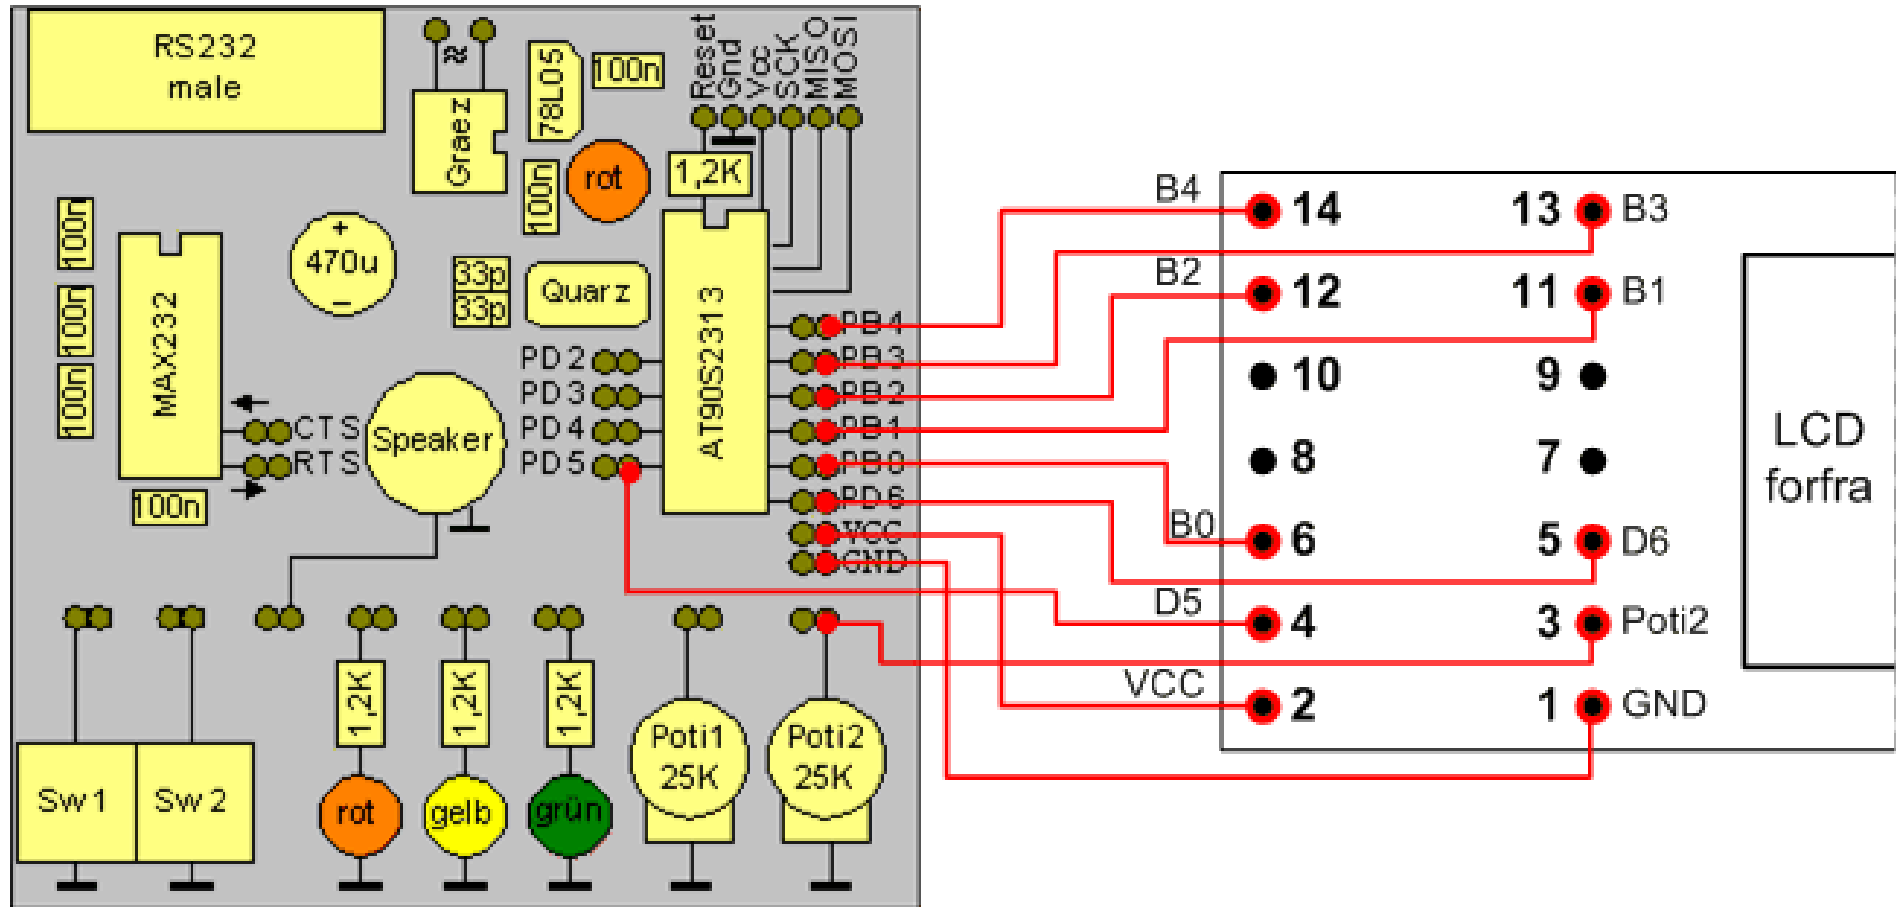 RS232
male
≈
Graez
78L05
100n
100n
rot
Reset
Gnd
Vcc
SCK
MISO
MOSI
1,2K
100n
100n
100n
MAX232
100n
+
470u
−
33p
33p
Quarz
AT90S2313
CTS
RTS
Speaker
PD2
PD3
PD4
PD5
PB4
PB3
PB2
PB1
PB0
PD6
VCC
GND
Sw1
Sw2
1,2K
1,2K
1,2K
rot
gelb
grün
Poti1
25K
Poti2
25K
B4
14
13
B3
B2
12
11
B1
10
9
8
7
B0
6
5
D6
D5
4
3
Poti2
VCC
2
1
GND
LCD
forfra